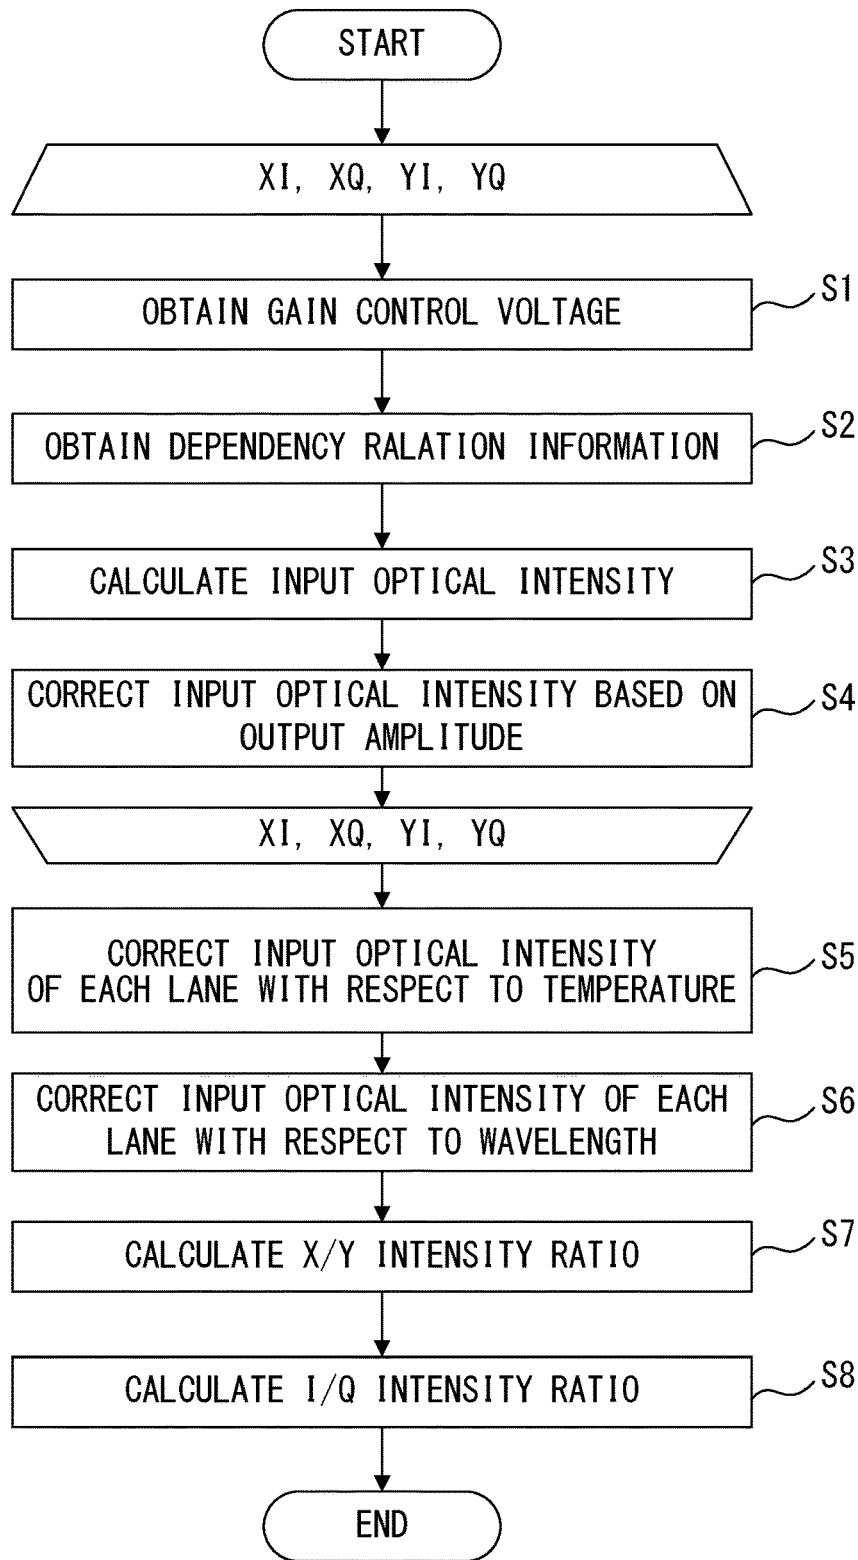 START
XI, XQ, YI, YQ
OBTAIN GAIN CONTROL VOLTAGE
S1
OBTAIN DEPENDENCY RALATION INFORMATION
S2
CALCULATE INPUT OPTICAL INTENSITY
S3
CORRECT INPUT OPTICAL INTENSITY BASED ON
OUTPUT AMPLITUDE
S4
XI, XQ, YI, YQ
CORRECT INPUT OPTICAL INTENSITY
OF EACH LANE WITH RESPECT TO TEMPERATURE
S5
CORRECT INPUT OPTICAL INTENSITY OF EACH
LANE WITH RESPECT TO WAVELENGTH
S6
CALCULATE X/Y INTENSITY RATIO
S7
CALCULATE I/Q INTENSITY RATIO
S8
END